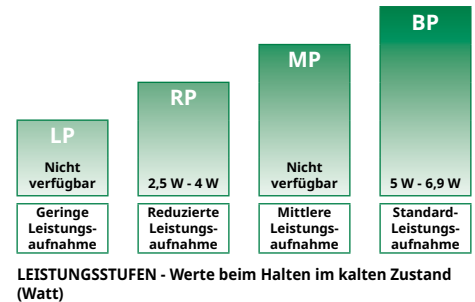 LP
Nicht
verfügbar
Geringe
Leistungs-
aufnahme
RP
2,5 W - 4 W
Reduzierte
Leistungs-
aufnahme
MP
Nicht
verfügbar
Mittlere
Leistungs-
aufnahme
BP
5 W - 6,9 W
Standard-
Leistungs-
aufnahme
LEISTUNGSSTUFEN - Werte beim Halten im kalten Zustand
(Watt)